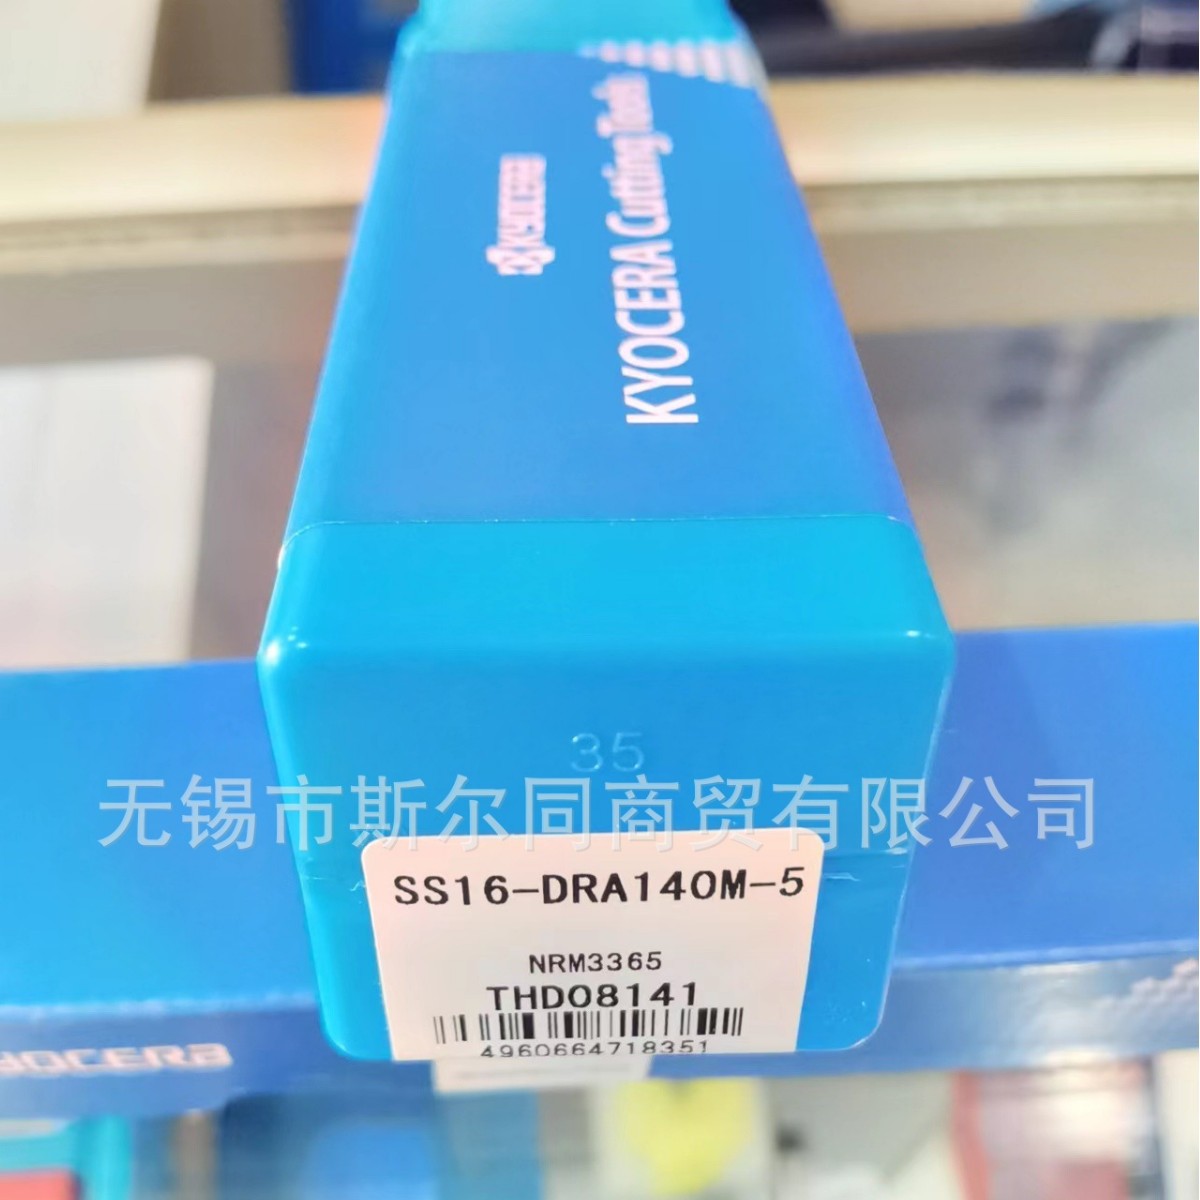 KYOCERA
KYOCERA Cutting Tools
35
无锡市斯尔同商贸有限公司
SS16-DRA140M-5
NRM3365
THD08141
4960664718351
KYOCERA